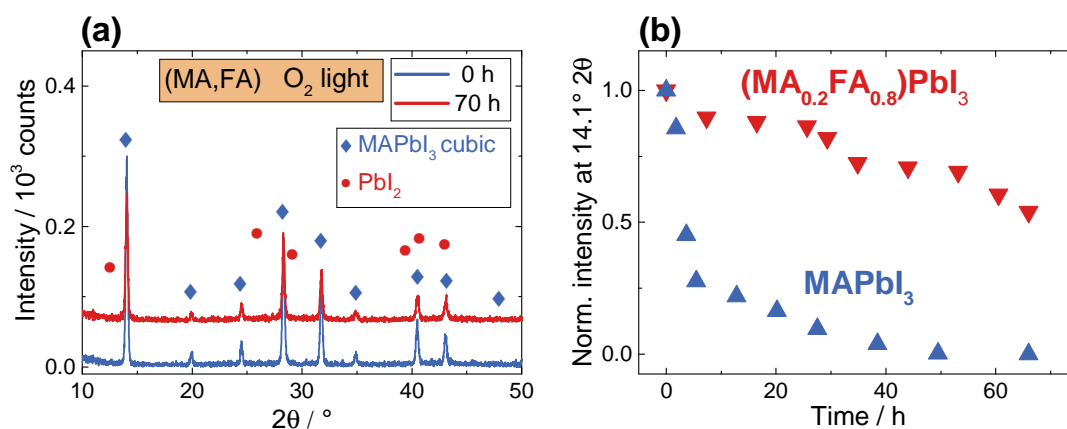 (a)
(MA,FA) O₂ light
0 h
70 h
MAPbI₃ cubic
PbI₂
Intensity / 10³ counts
0.4
0.2
0.0
10 20 30 40 50
2θ / °
(b)
(MA₀.₂FA₀.₈)PbI₃
MAPbI₃
Norm. intensity at 14.1° 2θ
1.0
0.5
0.0
0 20 40 60
Time / h